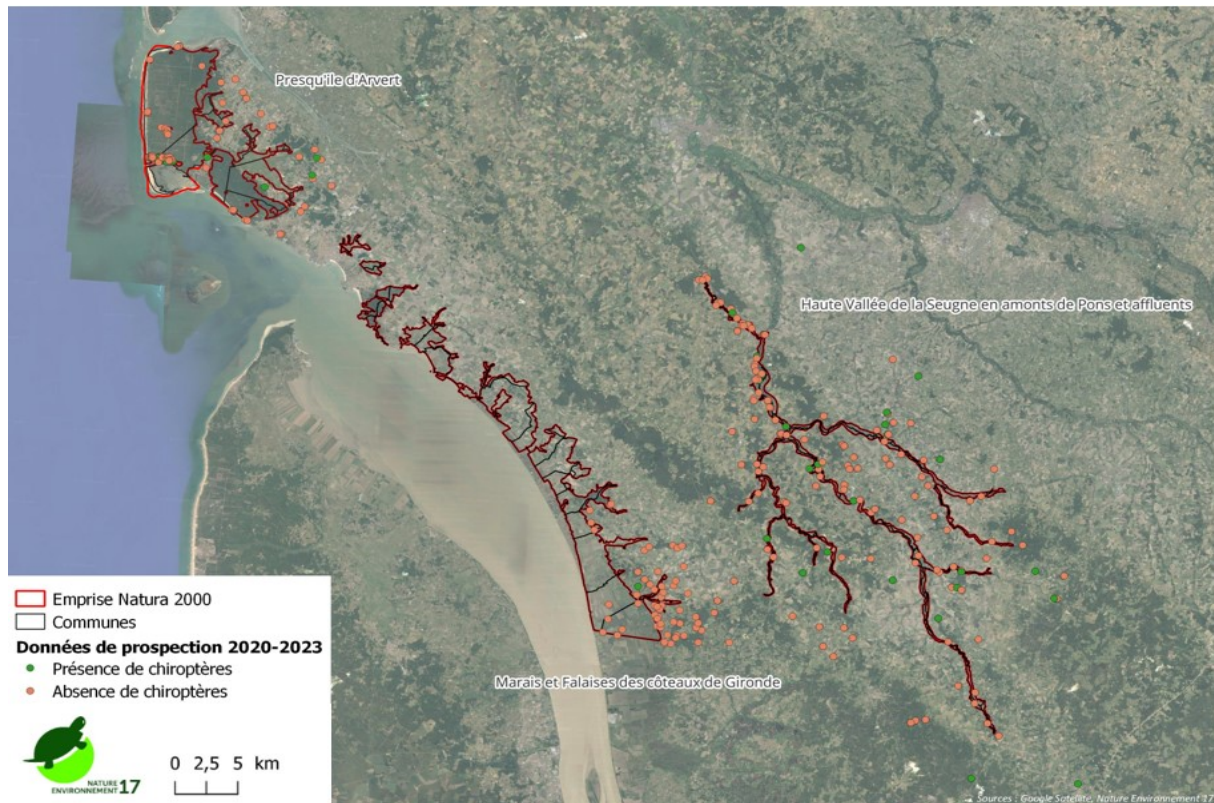 Presqu'ile d'Arvert
Haute Vallée de la Seugne en amonts de Pons et affluents
Marais et Falaises des côteaux de Gironde
Emprise Natura 2000
Communes
Données de prospection 2020-2023
Présence de chiroptères
Absence de chiroptères
NATURE
ENVIRONNEMENT 17
0 2,5 5 km
Sources : Google Satellite, Nature Environnement 17